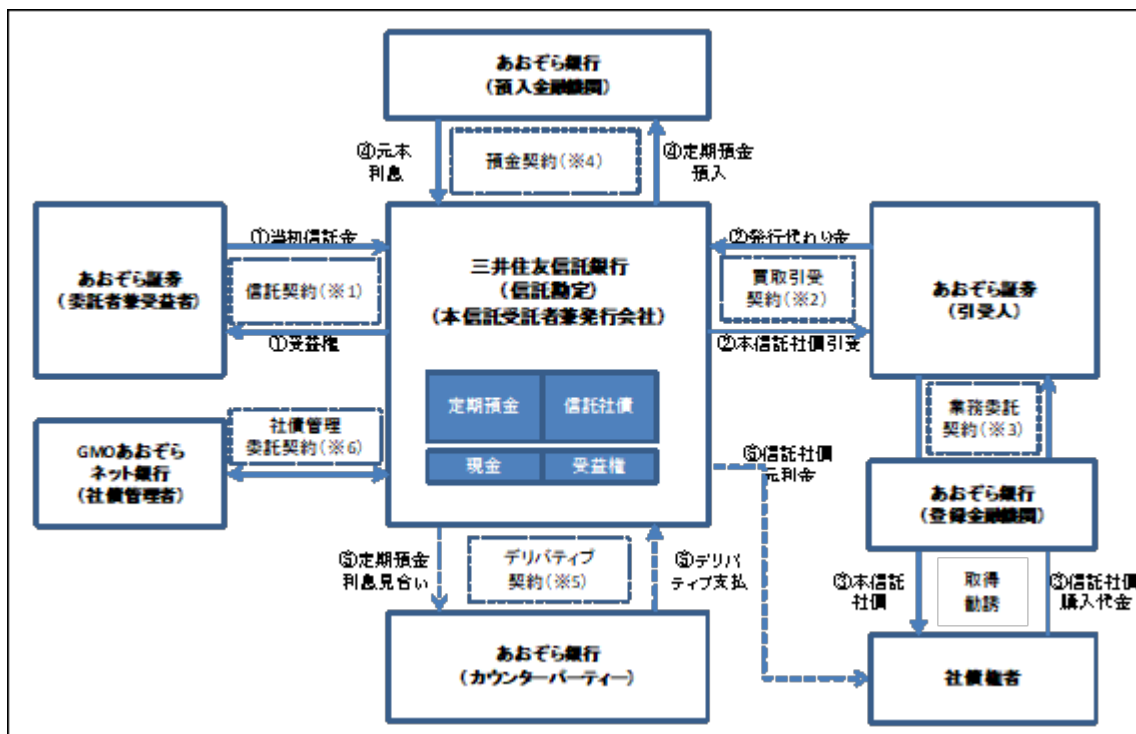 あおぞら銀行
（預入金融機関）
④元本
利息
預金契約（※4）
④定期預金
預入
あおぞら証券
（委託者兼受益者）
①当初信託金
信託契約（※1）
①受益権
三井住友信託銀行
（信託勘定）
（本信託受託者兼発行会社）
②発行代わり金
買取引受
契約（※2）
②本信託社債引受
あおぞら証券
（引受人）
定期預金
信託社債
現金
受益権
GMOあおぞら
ネット銀行
（社債管理者）
社債管理
委託契約（※6）
業務委託
契約（※3）
⑥信託社債
元利金
あおぞら銀行
（登録金融機関）
⑤定期預金
利息見合い
デリバティブ
契約（※5）
⑤デリバ
ティブ支払
③本信託
社債
取得
勧誘
③信託社債
購入代金
あおぞら銀行
（カウンターパーティー）
社債権者